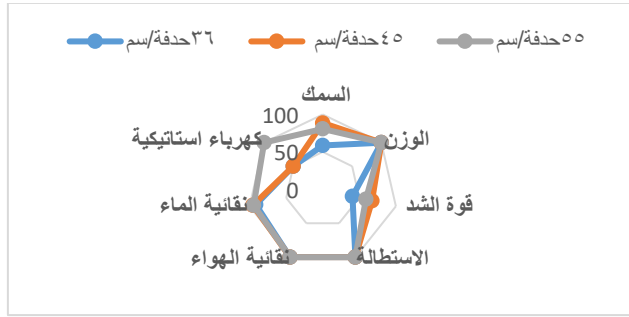 ٣٦حدفة/سم ٤٥حدفة/سم ٥٥حدفة/سم
السمك
الوزن
قوة الشد
الاستطالة
نقائية الهواء
نقائية الماء
كهرباء استاتيكية
100
50
0